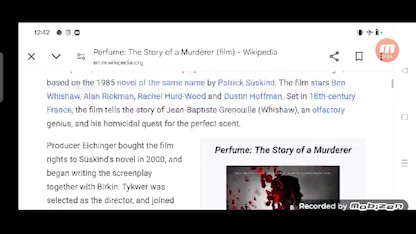 12:42
Perfume: The Story of a Murderer (film) - Wikipedia
en.m.wikipedia.org
based on the 1985 novel of the same name by Patrick Süskind. The film stars Ben
Whishaw, Alan Rickman, Rachel Hurd-Wood and Dustin Hoffman. Set in 18th-century
France, the film tells the story of Jean-Baptiste Grenouille (Whishaw), an olfactory
genius, and his homicidal quest for the perfect scent.
Producer Eichinger bought the film
rights to Süskind's novel in 2000, and
began writing the screenplay
together with Birkin. Tykwer was
selected as the director, and joined
Perfume: The Story of a Murderer
Recorded by Mobizen